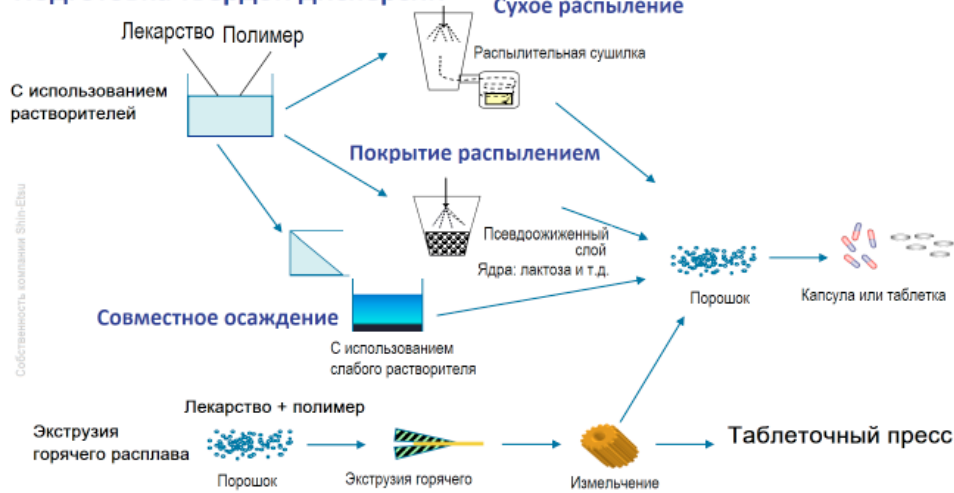 Сухое распыление
Лекарство Полимер
Распылительная сушилка
С использованием
растворителей
Покрытие распылением
Псевдоожиженный
слой
Ядра: лактоза и т.д.
Порошок
Капсула или таблетка
Совместное осаждение
С использованием
слабого растворителя
Собственность компании Shin-Etsu
Лекарство + полимер
Экструзия
горячего расплава
Порошок
Экструзия горячего
Измельчение
Таблеточный пресс